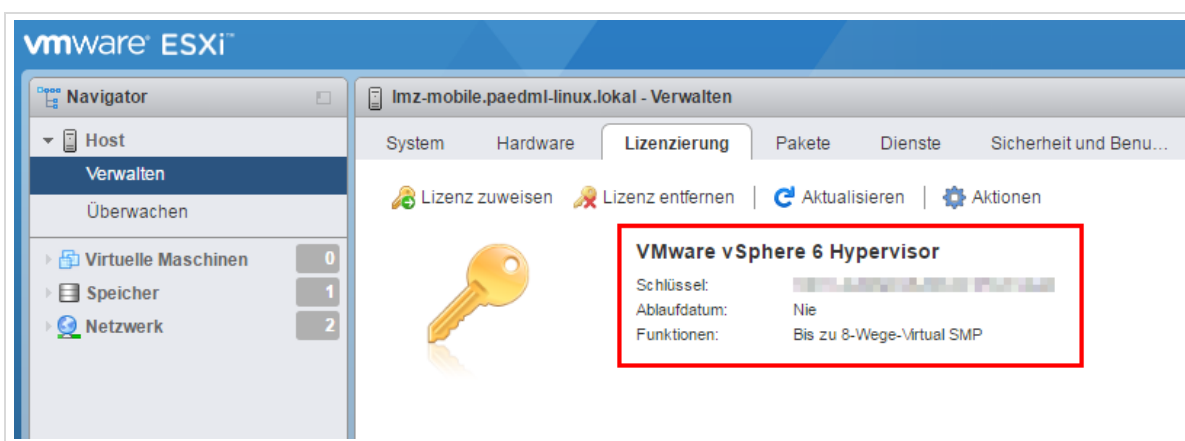 vmware® ESXi™
Navigator
Host
Verwalten
Überwachen
Virtuelle Maschinen 0
Speicher 1
Netzwerk 2
lmz-mobile.paedml-linux.lokal - Verwalten
System Hardware Lizenzierung Pakete Dienste Sicherheit und Benu...
Lizenz zuweisen Lizenz entfernen Aktualisieren Aktionen
VMware vSphere 6 Hypervisor
Schlüssel:
Ablaufdatum: Nie
Funktionen: Bis zu 8-Wege-Virtual SMP